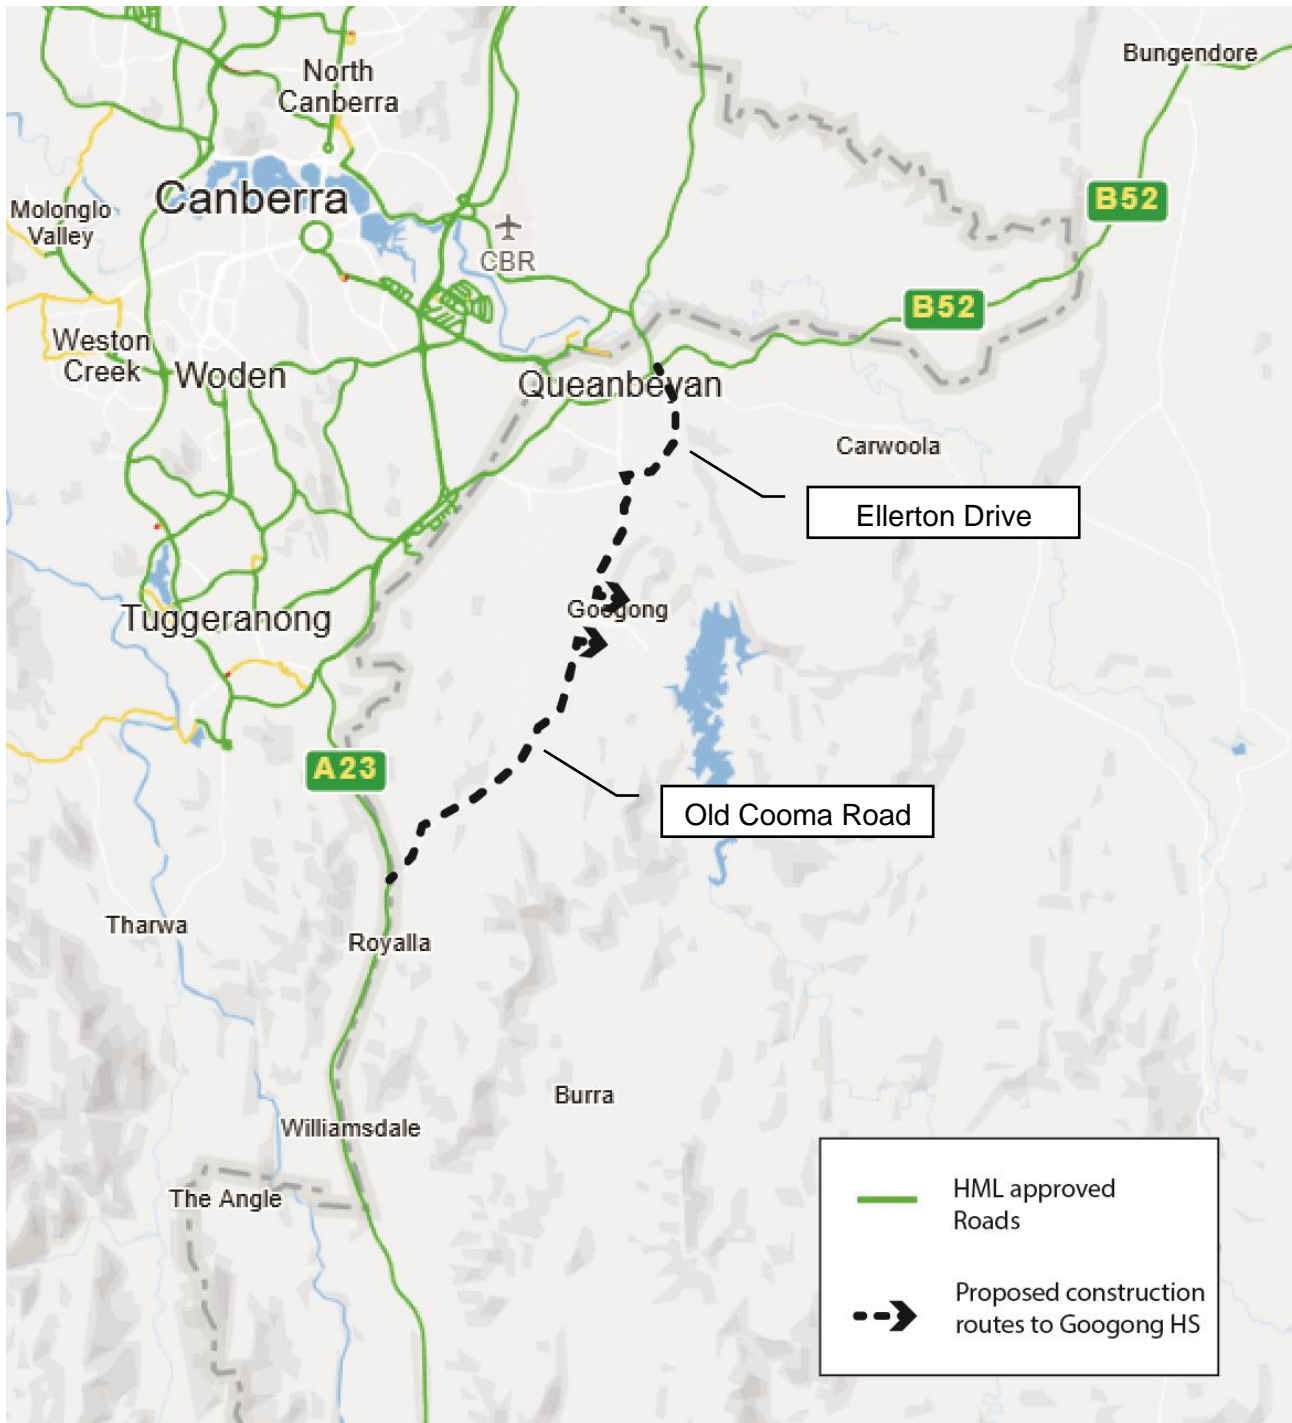 Bungendore
North
Canberra
Canberra
B52
Molonglo
Valley
CBR
B52
Weston
Creek
Woden
Queanbeyan
Carwoola
Ellerton Drive
Googong
Tuggeranong
A23
Old Cooma Road
Tharwa
Royalla
Burra
Williamsdale
The Angle
HML approved
Roads
Proposed construction
routes to Googong HS